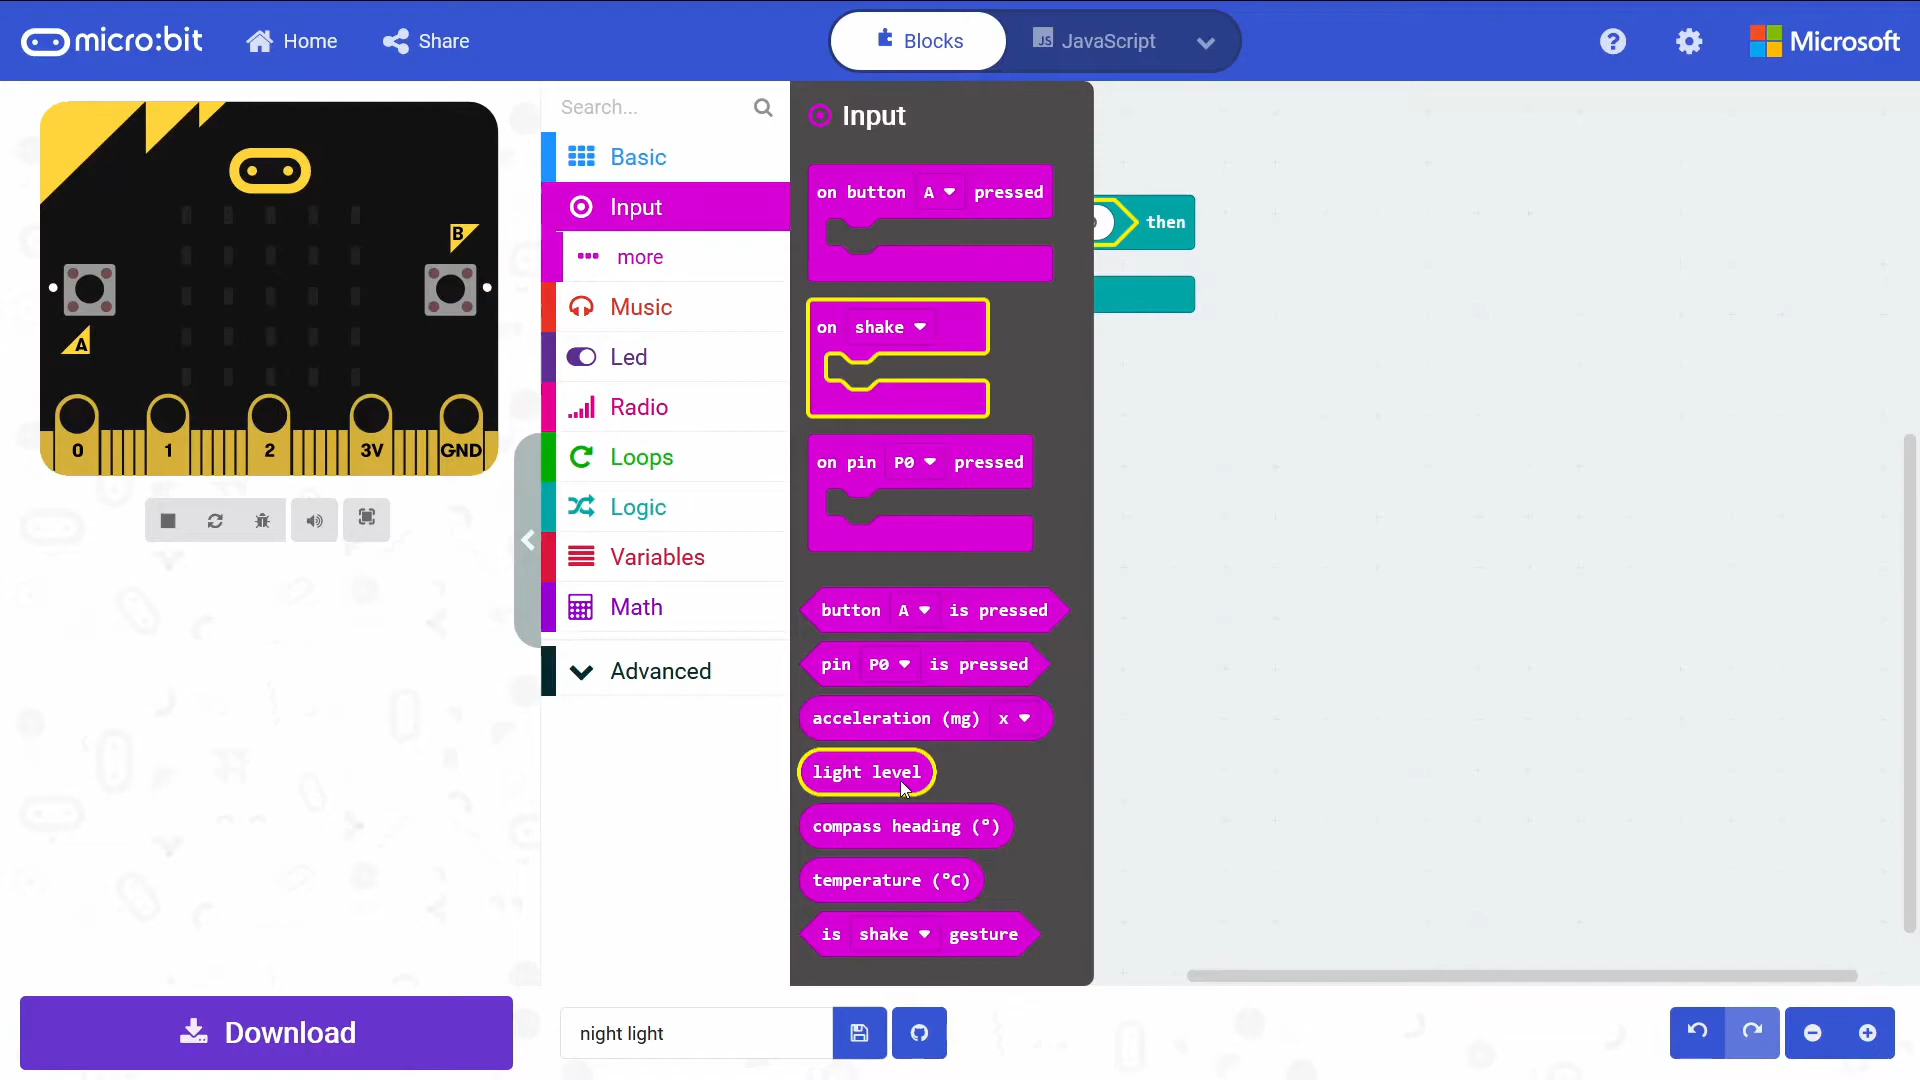 micro:bit
Home
Share
Blocks
JS JavaScript
?
Microsoft
B
A
0 1 2 3V GND
Search...
Basic
Input
more
Music
Led
Radio
Loops
Logic
Variables
Math
Advanced
Input
on button A pressed
on shake
on pin P0 pressed
button A is pressed
pin P0 is pressed
acceleration (mg) x
light level
compass heading (°)
temperature (°C)
is shake gesture
then
Download
night light